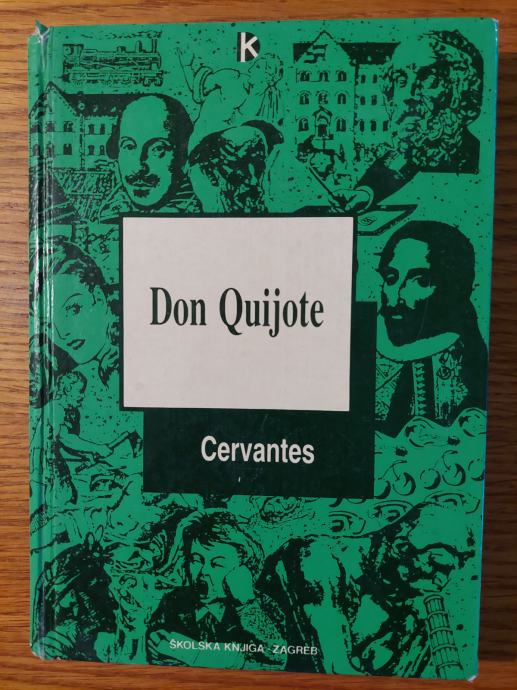 K
Don Quijote
Cervantes
ŠKOLSKA KNJIGA - ZAGREB